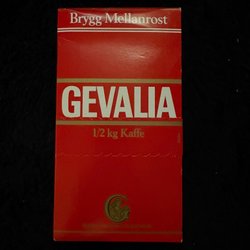 Brygg Mellanrost
GEVALIA
1/2 kg Kaffe